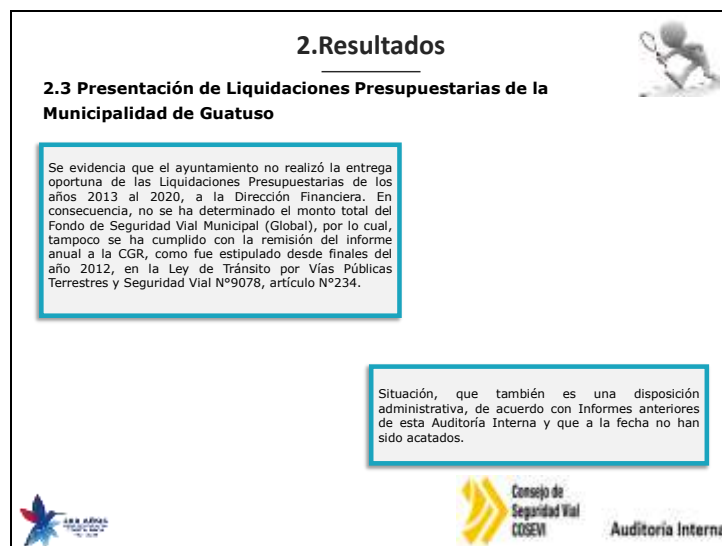 2.Resultados
2.3 Presentación de Liquidaciones Presupuestarias de la
Municipalidad de Guatuso
Se evidencia que el ayuntamiento no realizó la entrega
oportuna de las Liquidaciones Presupuestarias de los
años 2013 al 2020, a la Dirección Financiera. En
consecuencia, no se ha determinado el monto total del
Fondo de Seguridad Vial Municipal (Global), por lo cual,
tampoco se ha cumplido con la remisión del informe
anual a la CGR, como fue estipulado desde finales del
año 2012, en la Ley de Tránsito por Vías Públicas
Terrestres y Seguridad Vial N°9078, artículo N°234.
Situación, que también es una disposición
administrativa, de acuerdo con Informes anteriores
de esta Auditoría Interna y que a la fecha no han
sido acatados.
Consejo de
Seguridad Vial
COSEVI
Auditoría Interna